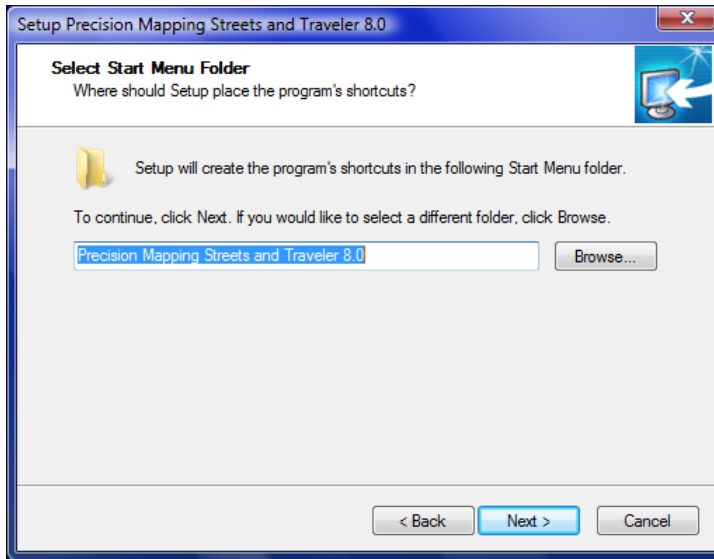 Setup Precision Mapping Streets and Traveler 8.0
Select Start Menu Folder
Where should Setup place the program's shortcuts?
Setup will create the program's shortcuts in the following Start Menu folder.
To continue, click Next. If you would like to select a different folder, click Browse.
Precision Mapping Streets and Traveler 8.0
Browse...
< Back
Next >
Cancel